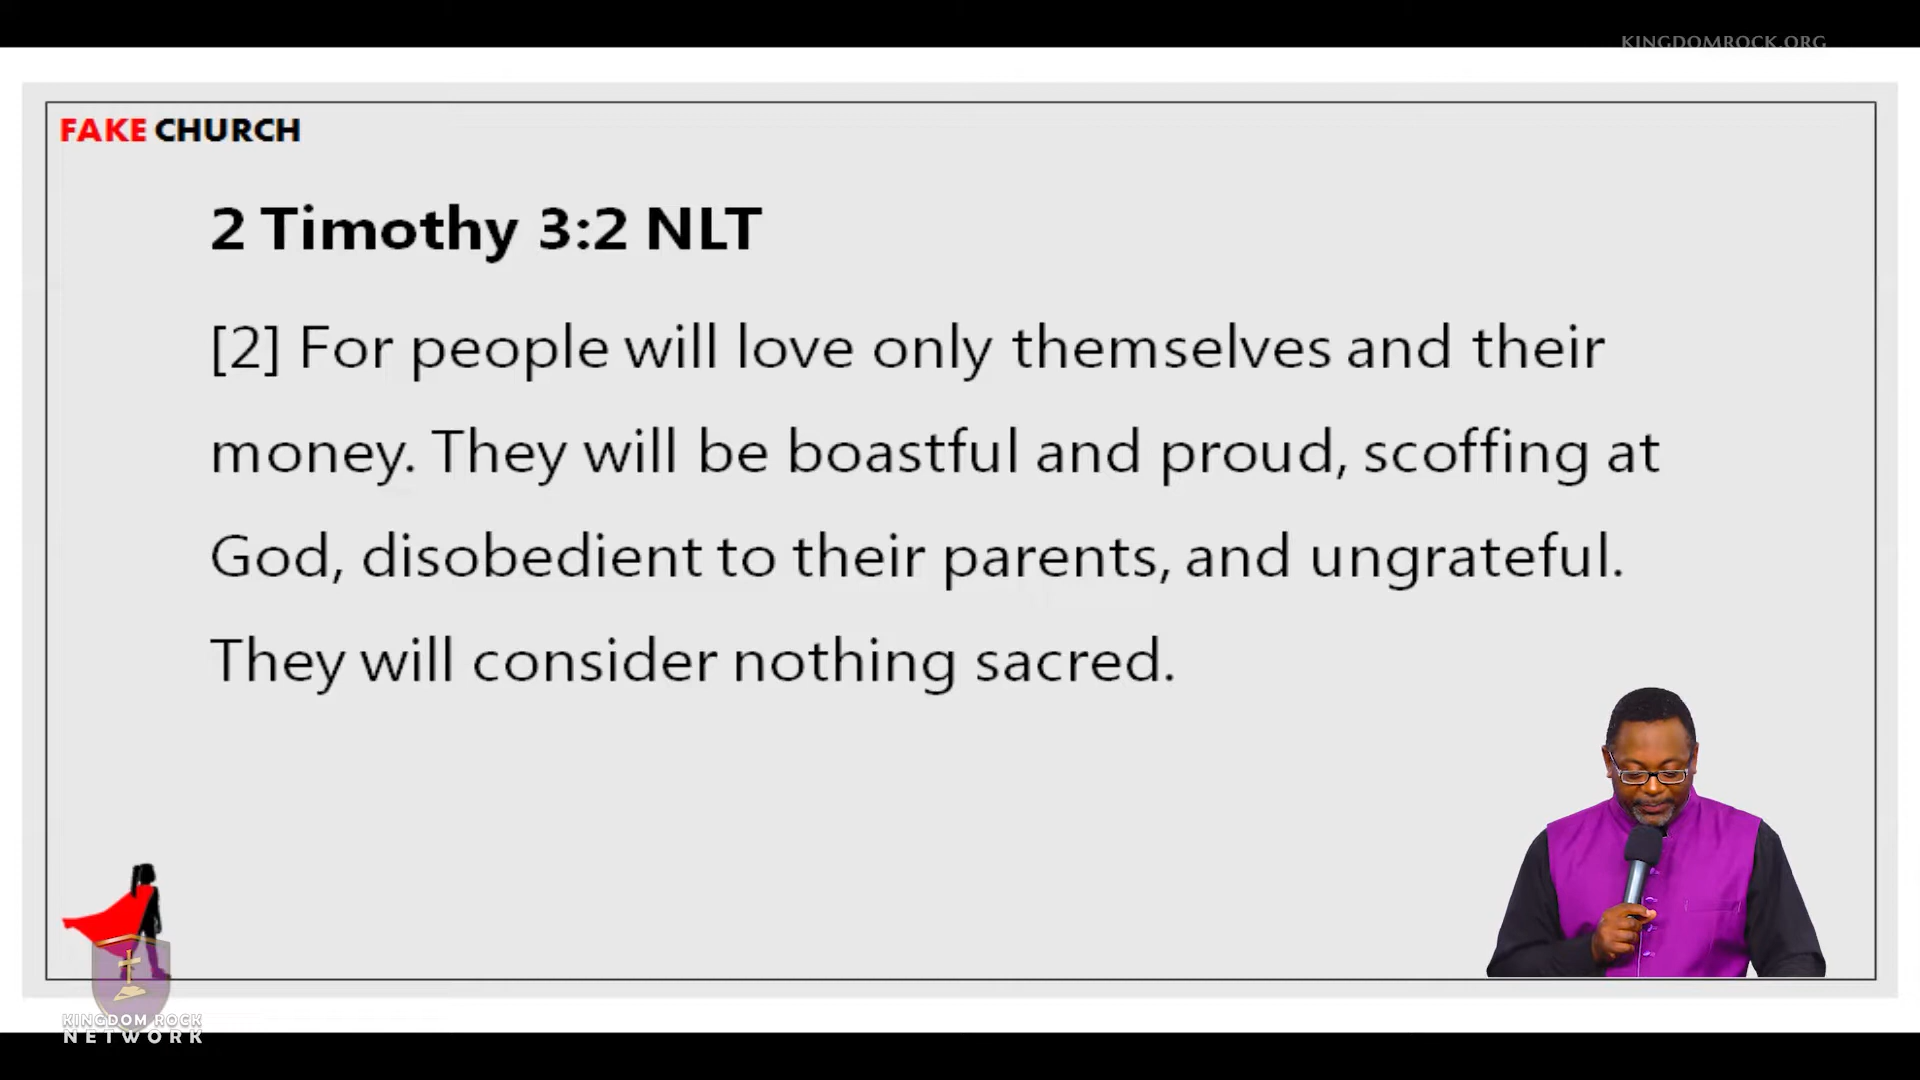 KINGDOMROCK.ORG
FAKE CHURCH
2 Timothy 3:2 NLT
[2] For people will love only themselves and their
money. They will be boastful and proud, scoffing at
God, disobedient to their parents, and ungrateful.
They will consider nothing sacred.
KINGDOM ROCK
NETWORK